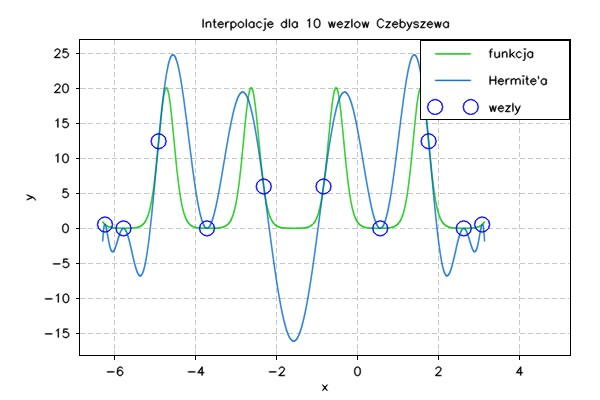 Interpolacje dla 10 wezlow Czebyszewa
funkcja
Hermite'a
wezly
y
25
20
15
10
5
0
−5
−10
−15
−6 −4 −2 0 2 4
x